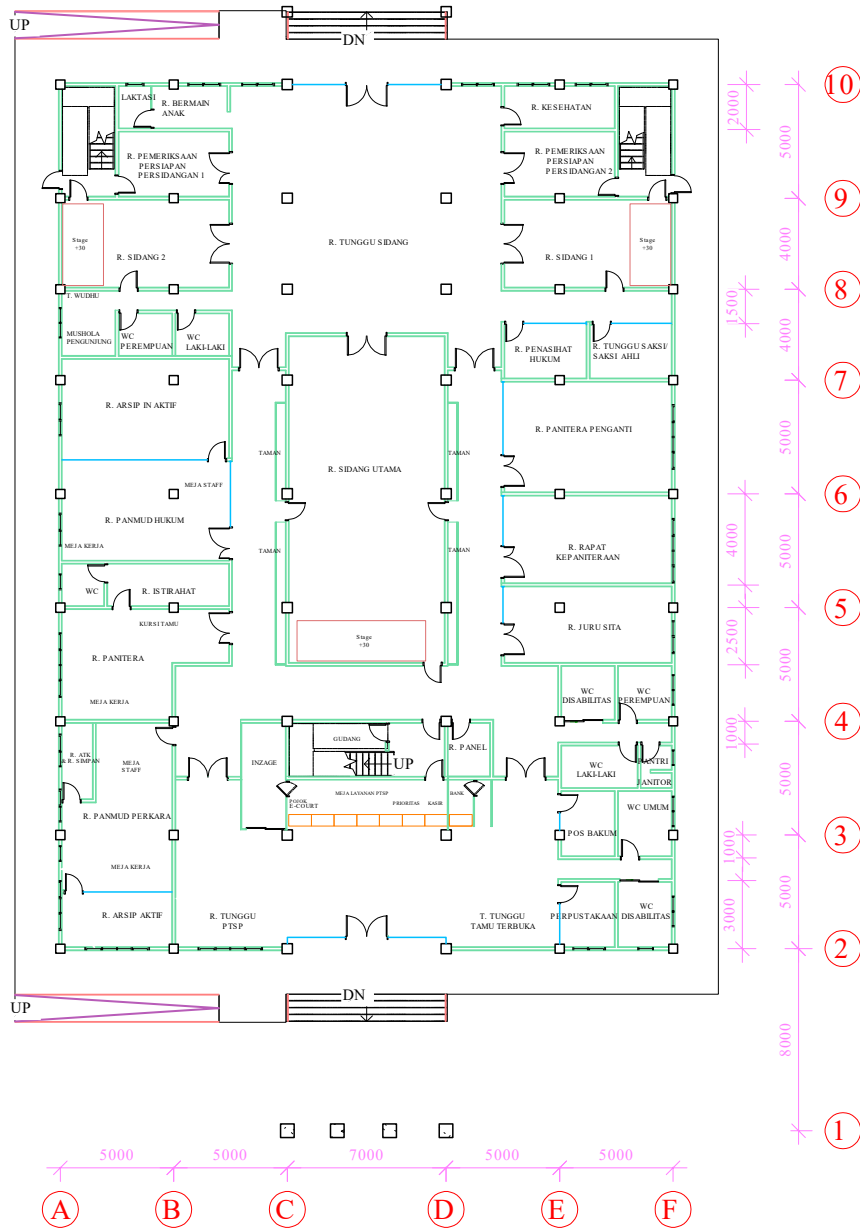 UP
DN
10
LAKTASI
R. BERMAIN
ANAK
R. KESEHATAN
2000
5000
R. PEMERIKSAAN
PERSIAPAN
PERSIDANGAN 1
R. PEMERIKSAAN
PERSIAPAN
PERSIDANGAN 2
9
Stage
+30
R. SIDANG 2
R. TUNGGU SIDANG
R. SIDANG 1
Stage
+30
4000
8
T. WUDHU
1500
MUSHOLA
PENGUNJUNG
WC
PEREMPUAN
WC
LAKI-LAKI
R. PENASIHAT
HUKUM
R. TUNGGU SAKSI/
SAKSI AHLI
4000
7
R. ARSIP IN AKTIF
R. PANITERA PENGANTI
5000
TAMAN
R. SIDANG UTAMA
TAMAN
MEJA STAFF
6
R. PANMUD HUKUM
MEJA KERJA
TAMAN
TAMAN
R. RAPAT
KEPANITERAAN
4000
5000
WC
R. ISTIRAHAT
5
KURSI TAMU
R. JURU SITA
2500
5000
Stage
+30
R. PANITERA
MEJA KERJA
WC
DISABILITAS
WC
PEREMPUAN
4
R. ATK
& R. SIMPAN
MEJA
STAFF
INZAGE
GUDANG
UP
R. PANEL
WC
LAKI-LAKI
PANTRI
JANITOR
1000
5000
MEJA LAYANAN PTSP
POJOK
E-COURT
PRIORITAS
KASIR
BANK
R. PANMUD PERKARA
POS BAKUM
WC UMUM
3
MEJA KERJA
1000
5000
R. ARSIP AKTIF
R. TUNGGU
PTSP
T. TUNGGU
TAMU TERBUKA
PERPUSTAKAAN
WC
DISABILITAS
3000
2
UP
DN
8000
1
5000
5000
7000
5000
5000
A
B
C
D
E
F